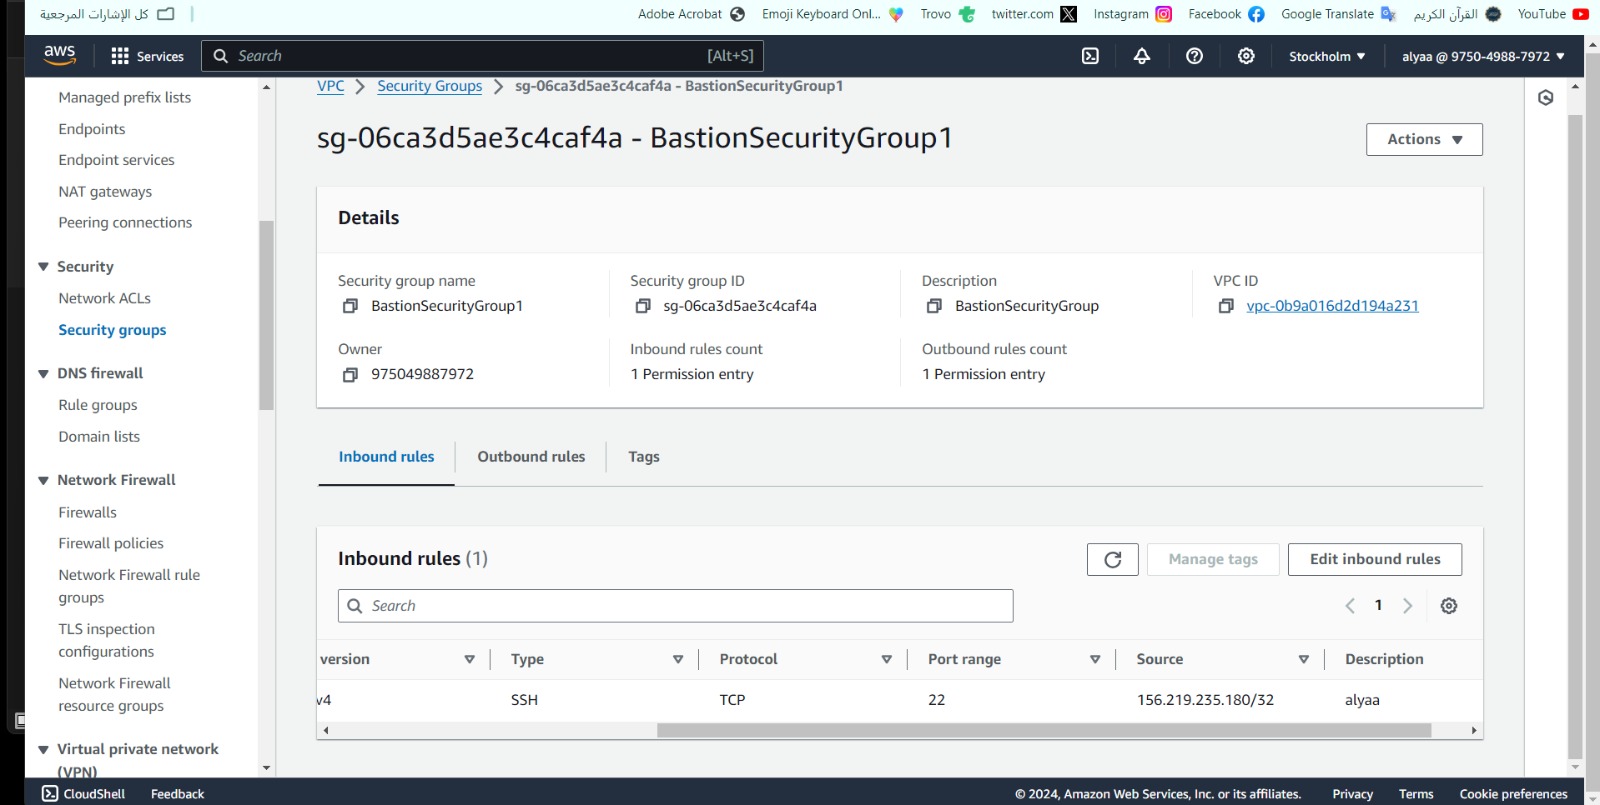 كل الإشارات المرجعية
Adobe Acrobat
Emoji Keyboard Onl...
Trovo
twitter.com
Instagram
Facebook
Google Translate
القرآن الكريم
YouTube
aws
Services
Search
[Alt+S]
Stockholm
alyaa @ 9750-4988-7972
Managed prefix lists
Endpoints
Endpoint services
NAT gateways
Peering connections
Security
Network ACLs
Security groups
DNS firewall
Rule groups
Domain lists
Network Firewall
Firewalls
Firewall policies
Network Firewall rule
groups
TLS inspection
configurations
Network Firewall
resource groups
Virtual private network
(VPN)
VPC
Security Groups
sg-06ca3d5ae3c4caf4a - BastionSecurityGroup1
sg-06ca3d5ae3c4caf4a - BastionSecurityGroup1
Actions
Details
Security group name
BastionSecurityGroup1
Security group ID
sg-06ca3d5ae3c4caf4a
Description
BastionSecurityGroup
VPC ID
vpc-0b9a016d2d194a231
Owner
975049887972
Inbound rules count
1 Permission entry
Outbound rules count
1 Permission entry
Inbound rules
Outbound rules
Tags
Inbound rules (1)
Manage tags
Edit inbound rules
Search
1
version
Type
Protocol
Port range
Source
Description
v4
SSH
TCP
22
156.219.235.180/32
alyaa
CloudShell
Feedback
© 2024, Amazon Web Services, Inc. or its affiliates.
Privacy
Terms
Cookie preferences